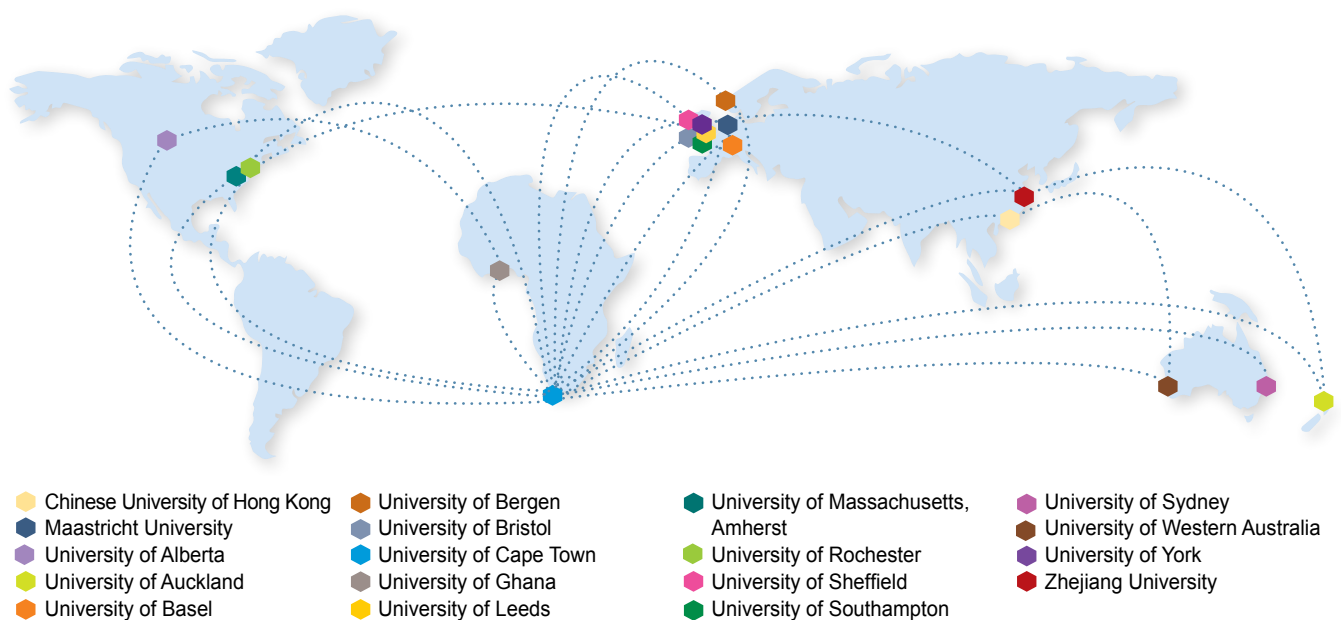 Chinese University of Hong Kong
Maastricht University
University of Alberta
University of Auckland
University of Basel
University of Bergen
University of Bristol
University of Cape Town
University of Ghana
University of Leeds
University of Massachusetts,
Amherst
University of Rochester
University of Sheffield
University of Southampton
University of Sydney
University of Western Australia
University of York
Zhejiang University